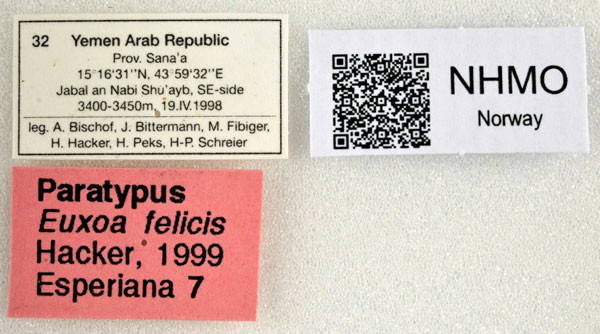 32 Yemen Arab Republic
Prov. Sana'a
15°16'31''N, 43°59'32''E
Jabal an Nabi Shu'ayb, SE-side
3400-3450m, 19.IV.1998
leg. A. Bischof, J. Bittermann, M. Fibiger,
H. Hacker, H. Peks, H-P. Schreier
NHMO
Norway
Paratypus
Euxoa felicis
Hacker, 1999
Esperiana 7